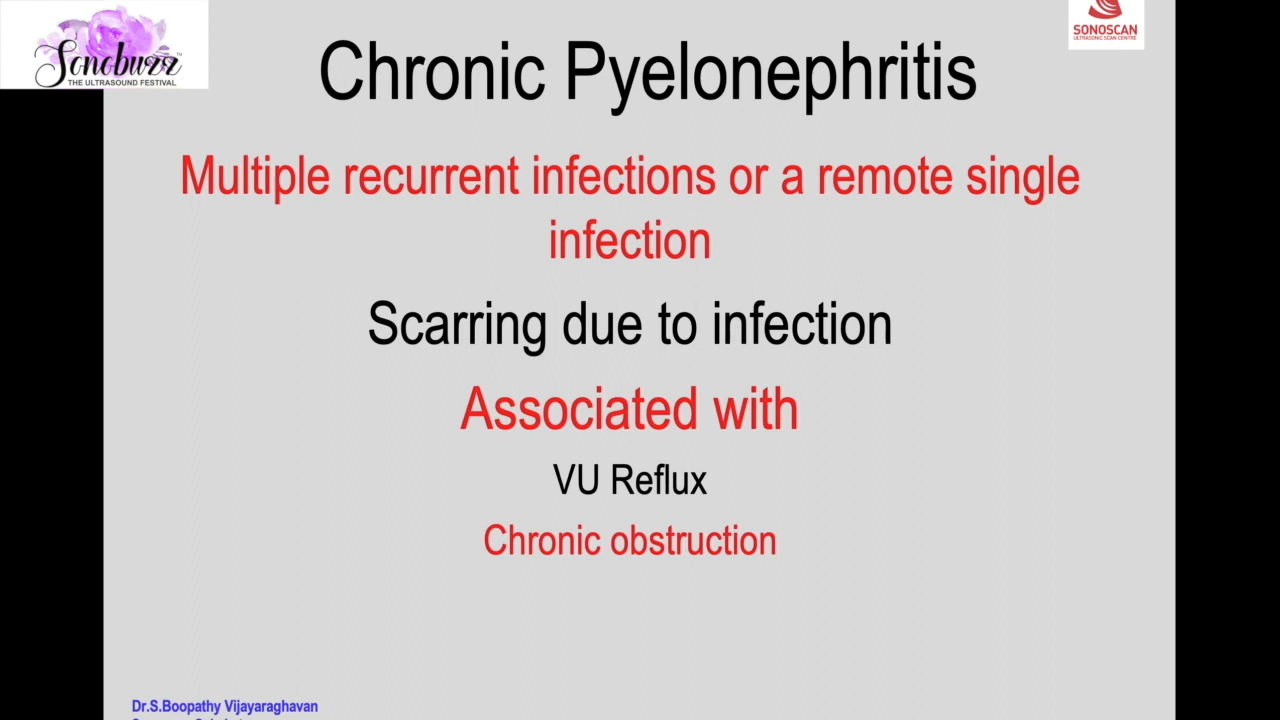 Sonobuzz
THE ULTRASOUND FESTIVAL
SONOSCAN
ULTRASONIC SCAN CENTRE
Chronic Pyelonephritis
Multiple recurrent infections or a remote single
infection
Scarring due to infection
Associated with
VU Reflux
Chronic obstruction
Dr.S.Boopathy Vijayaraghavan